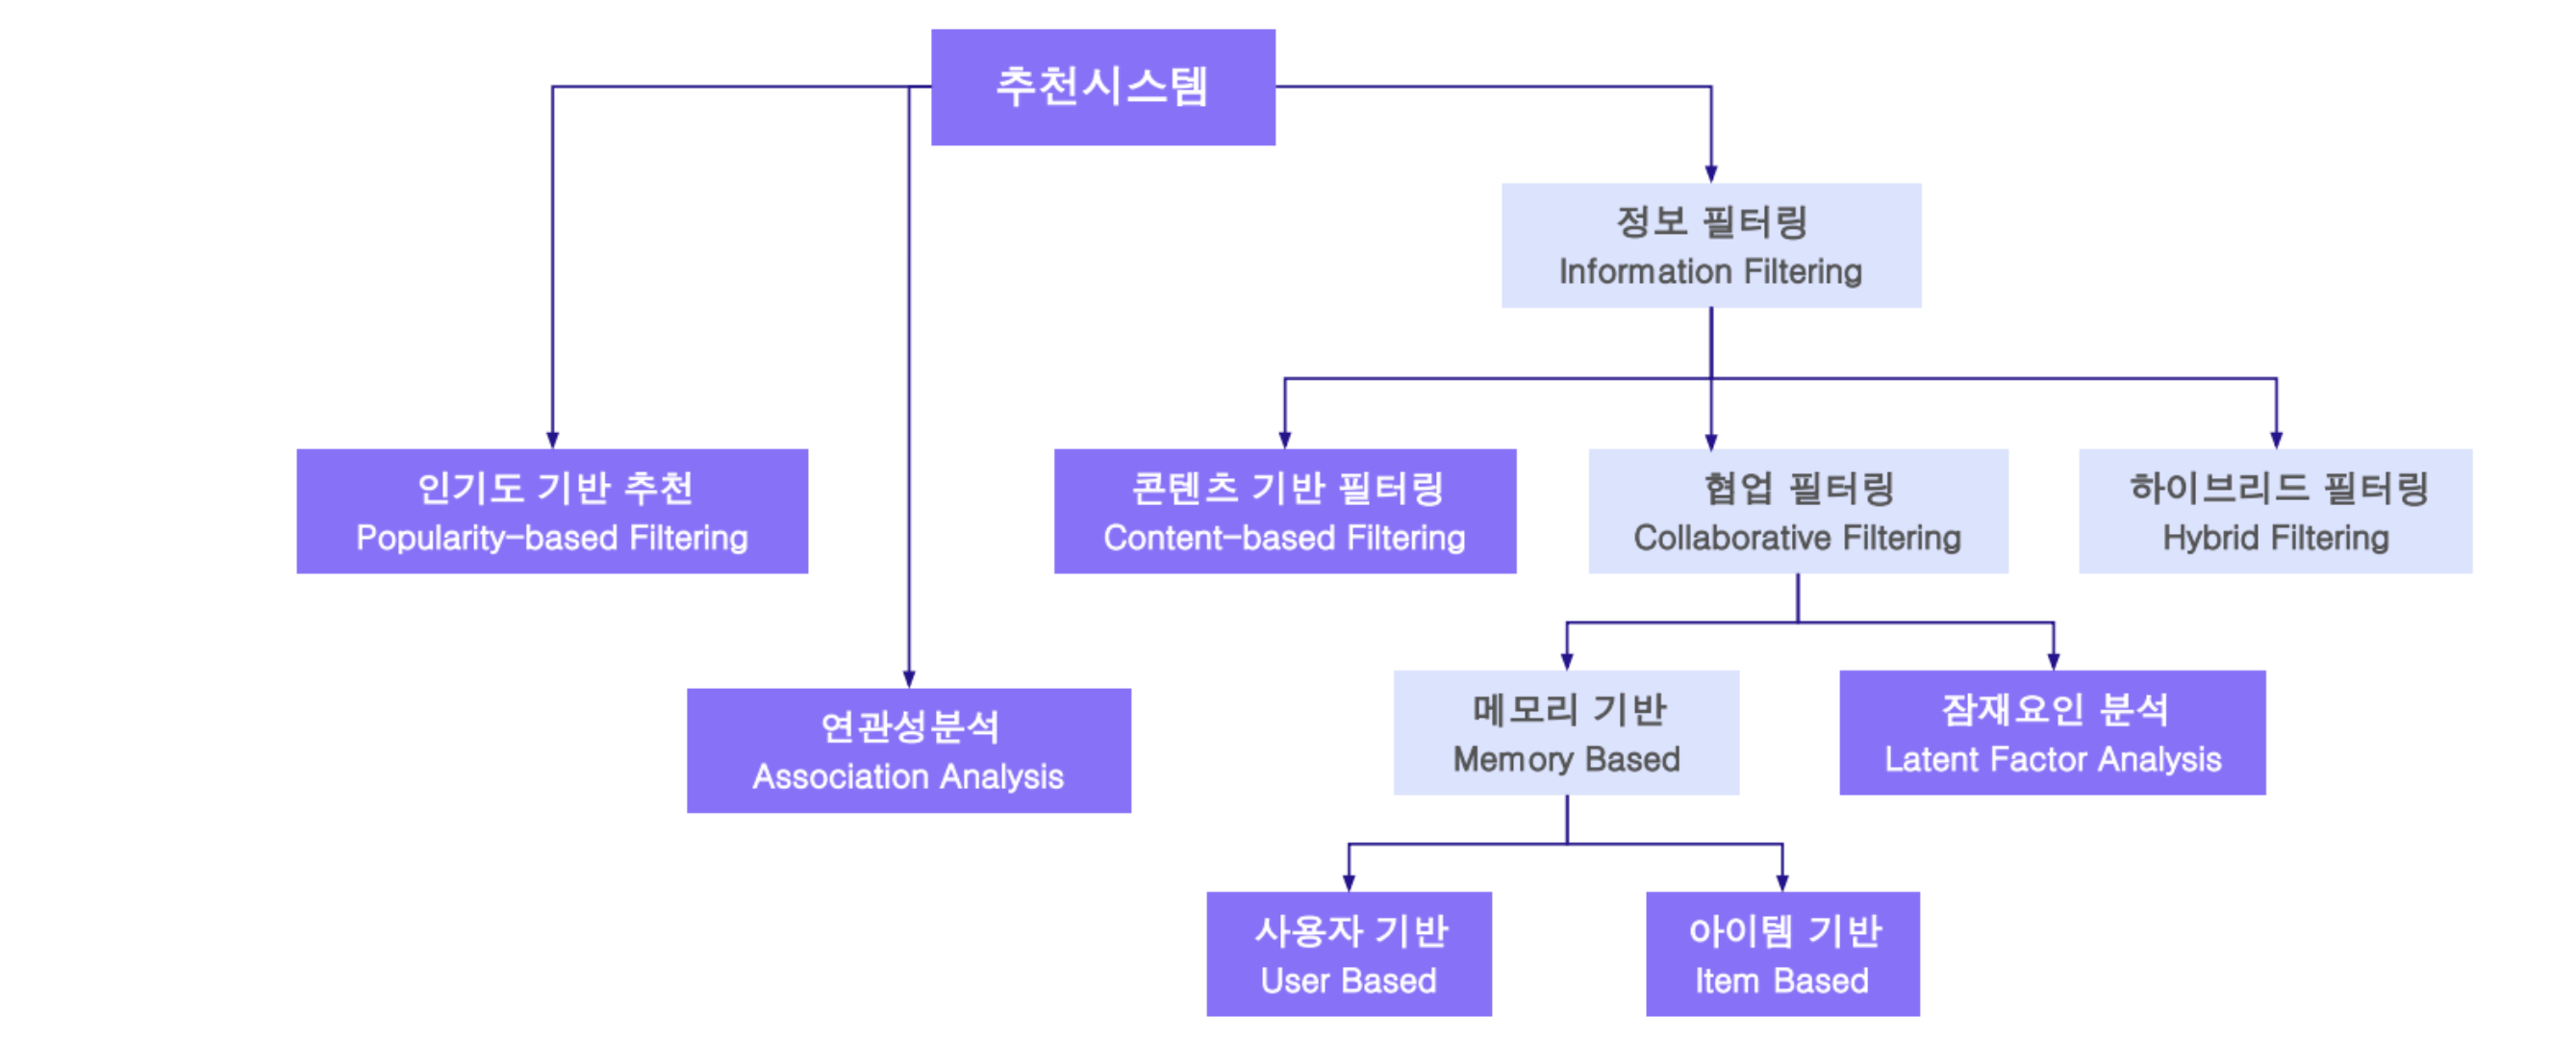 추천시스템
정보 필터링
Information Filtering
인기도 기반 추천
Popularity-based Filtering
콘텐츠 기반 필터링
Content-based Filtering
협업 필터링
Collaborative Filtering
하이브리드 필터링
Hybrid Filtering
연관성분석
Association Analysis
메모리 기반
Memory Based
잠재요인 분석
Latent Factor Analysis
사용자 기반
User Based
아이템 기반
Item Based